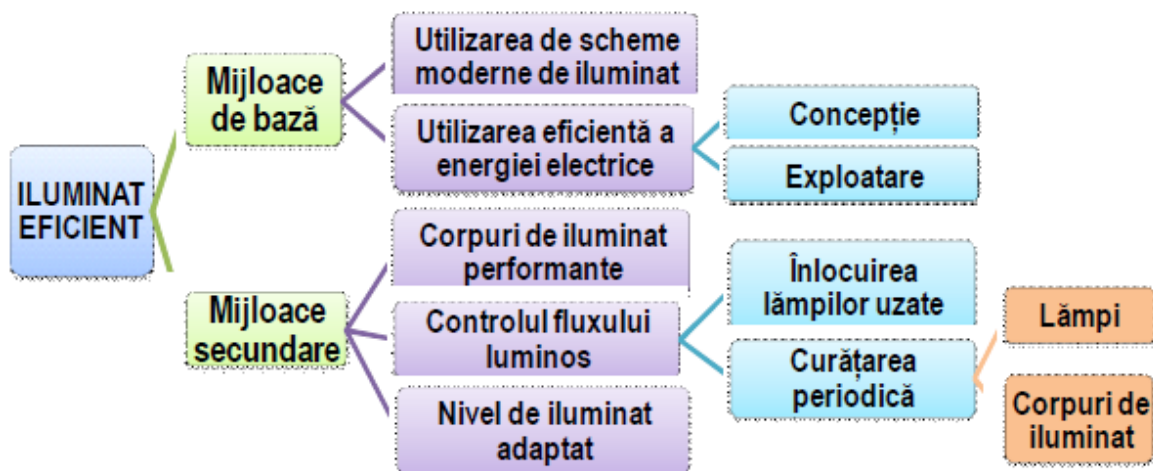 ILUMINAT
EFICIENT
Mijloace
de bază
Utilizarea de scheme
moderne de iluminat
Utilizarea eficientă a
energiei electrice
Concepție
Exploatare
Mijloace
secundare
Corpuri de iluminat
performante
Controlul fluxului
luminos
Înlocuirea
lămpilor uzate
Curățarea
periodică
Lămpi
Corpuri de
iluminat
Nivel de iluminat
adaptat